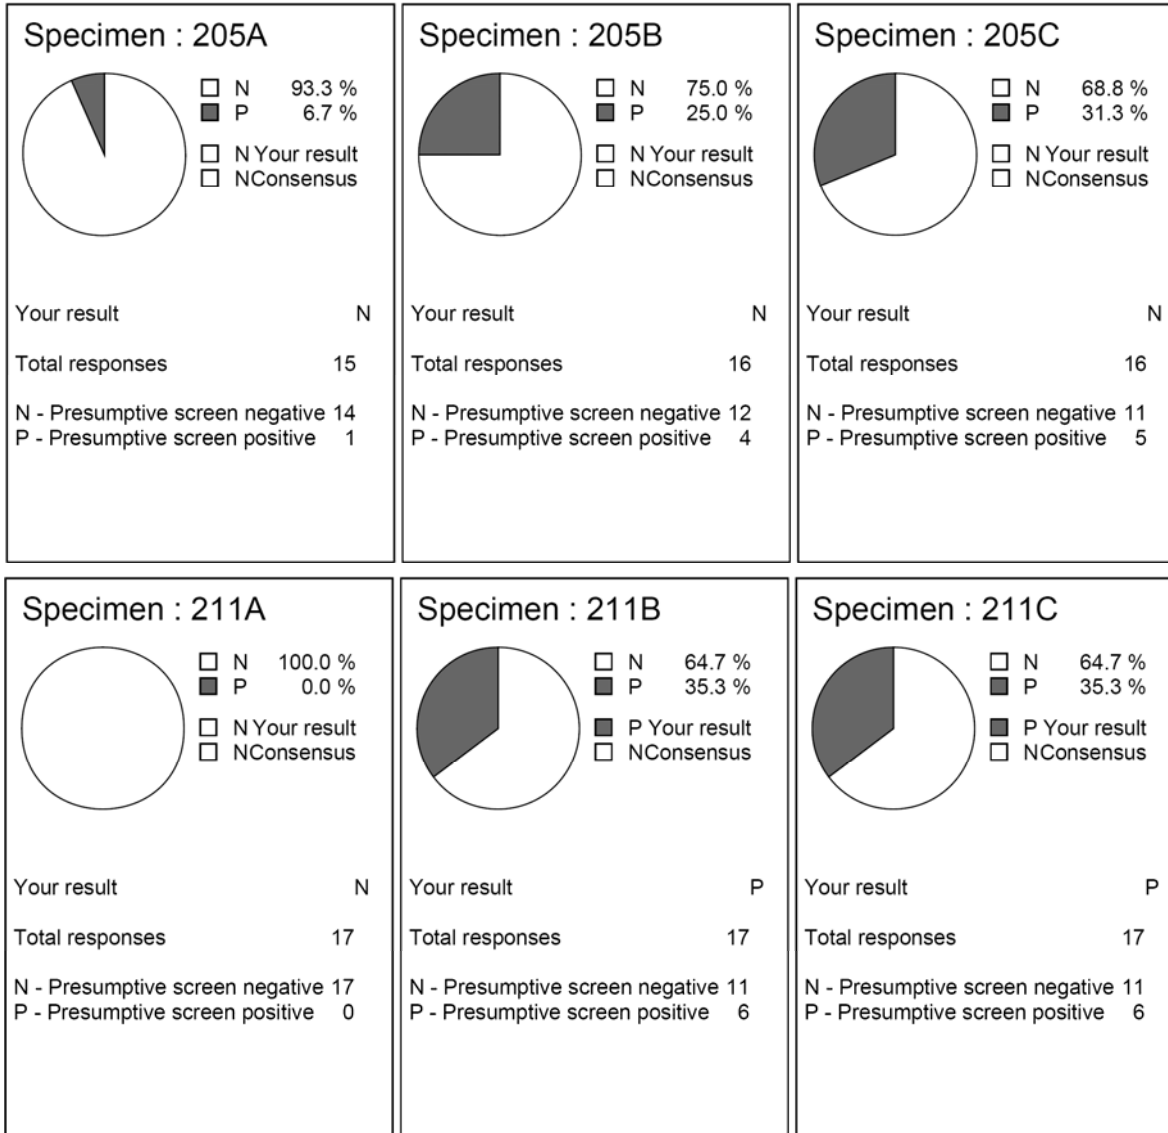 Specimen : 205A
N 93.3 %
P 6.7 %
N Your result
NConsensus
Your result N
Total responses 15
N - Presumptive screen negative 14
P - Presumptive screen positive 1
Specimen : 205B
N 75.0 %
P 25.0 %
N Your result
NConsensus
Your result N
Total responses 16
N - Presumptive screen negative 12
P - Presumptive screen positive 4
Specimen : 205C
N 68.8 %
P 31.3 %
N Your result
NConsensus
Your result N
Total responses 16
N - Presumptive screen negative 11
P - Presumptive screen positive 5
Specimen : 211A
N 100.0 %
P 0.0 %
N Your result
NConsensus
Your result N
Total responses 17
N - Presumptive screen negative 17
P - Presumptive screen positive 0
Specimen : 211B
N 64.7 %
P 35.3 %
P Your result
NConsensus
Your result P
Total responses 17
N - Presumptive screen negative 11
P - Presumptive screen positive 6
Specimen : 211C
N 64.7 %
P 35.3 %
P Your result
NConsensus
Your result P
Total responses 17
N - Presumptive screen negative 11
P - Presumptive screen positive 6